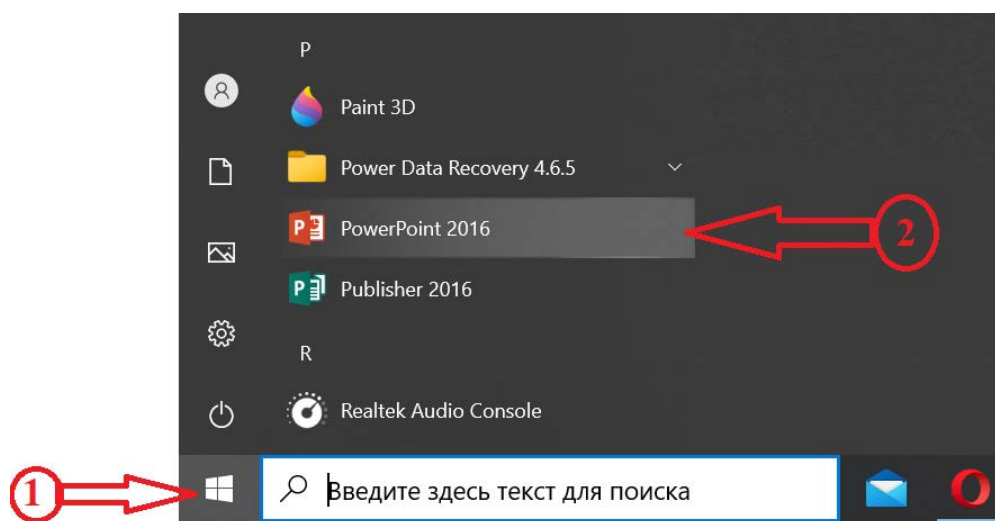 P
Paint 3D
Power Data Recovery 4.6.5
PowerPoint 2016
2
Publisher 2016
R
Realtek Audio Console
1
Введите здесь текст для поиска